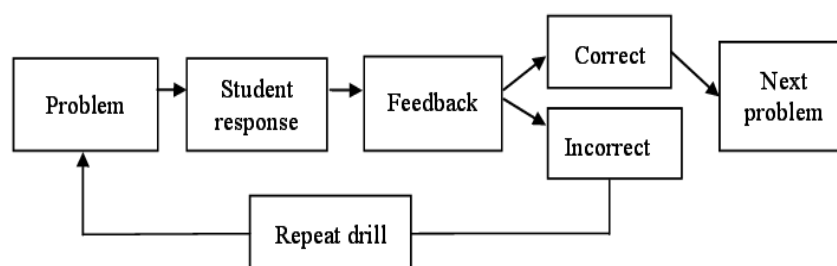 Problem
Student
response
Feedback
Correct
Incorrect
Next
problem
Repeat drill